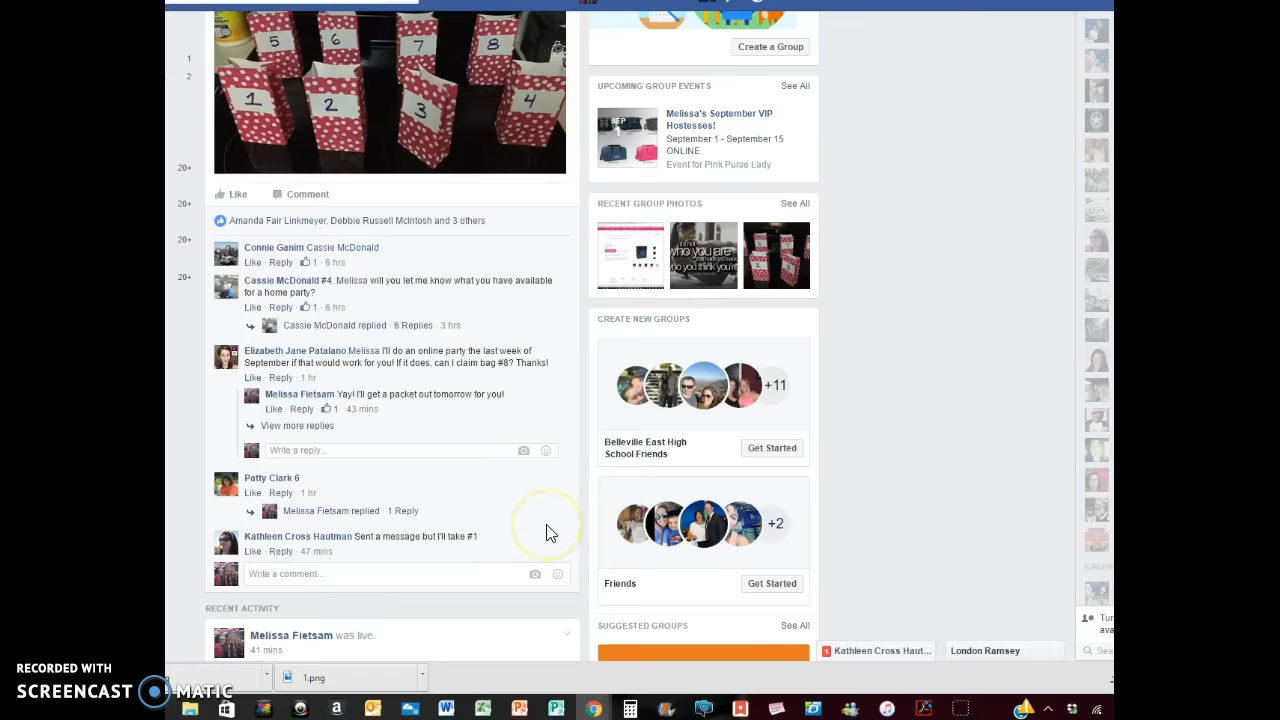 5 6 7 8
1 2 3 4
1
2
20+
20+
20+
20+
Like Comment
Amanda Fair Linkmeyer, Debbie Russell McIntosh and 3 others
Connie Ganim Cassie McDonald
Like · Reply · 1 · 6 hrs
Cassie McDonald #4. Melissa will you let me know what you have available
for a home party?
Like · Reply · 1 · 6 hrs
Cassie McDonald replied · 6 Replies · 3 hrs
Elizabeth Jane Patalano Melissa I'll do an online party the last week of
September if that would work for you! If it does, can I claim bag #8? Thanks!
Like · Reply · 1 hr
Melissa Fietsam Yay! I'll get a packet out tomorrow for you!
Like · Reply · 1 · 43 mins
View more replies
Write a reply...
Patty Clark 6
Like · Reply · 1 hr
Melissa Fietsam replied · 1 Reply
Kathleen Cross Hautman Sent a message but I'll take #1
Like · Reply · 47 mins
Write a comment...
RECENT ACTIVITY
Melissa Fietsam was live.
41 mins
Create a Group
UPCOMING GROUP EVENTS See All
SEP
1
Melissa's September VIP
Hostesses!
September 1 - September 15
ONLINE
Event for Pink Purse Lady
RECENT GROUP PHOTOS See All
who you are
CREATE NEW GROUPS
+11
Belleville East High
School Friends
Get Started
+2
Friends
Get Started
SUGGESTED GROUPS See All
1 Kathleen Cross Haut...
London Ramsey
Tur
ava
Sea
1.png
RECORDED WITH
SCREENCAST MATIC